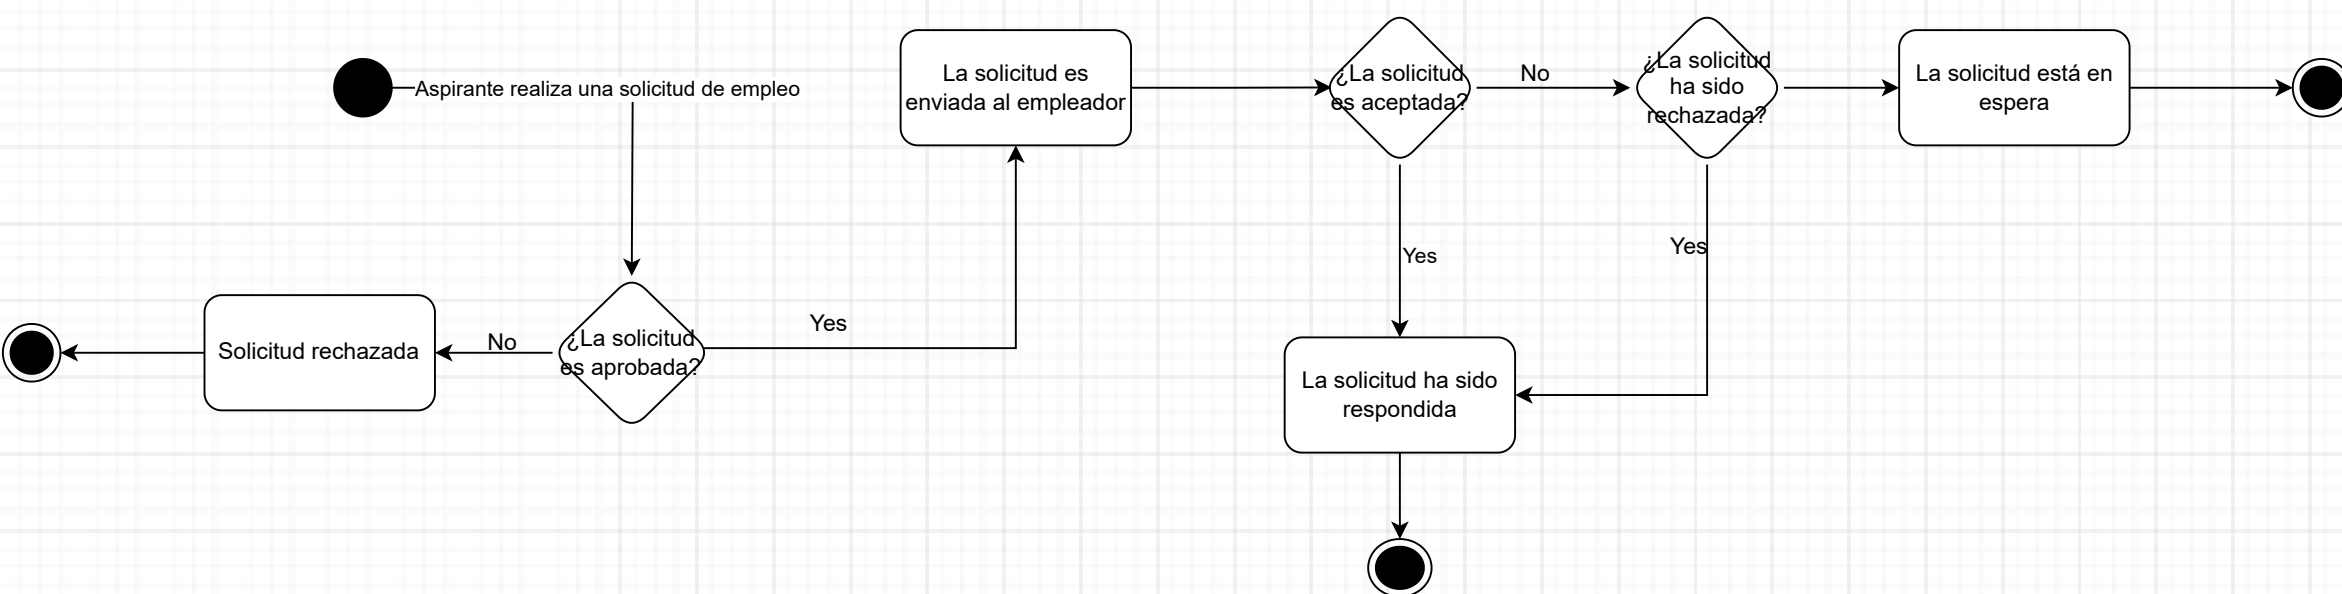 Aspirante realiza una solicitud de empleo
La solicitud es
enviada al empleador
¿La solicitud
es aceptada?
No
¿La solicitud
ha sido
rechazada?
La solicitud está en
espera
Yes
Yes
Solicitud rechazada
No
¿La solicitud
es aprobada?
Yes
La solicitud ha sido
respondida